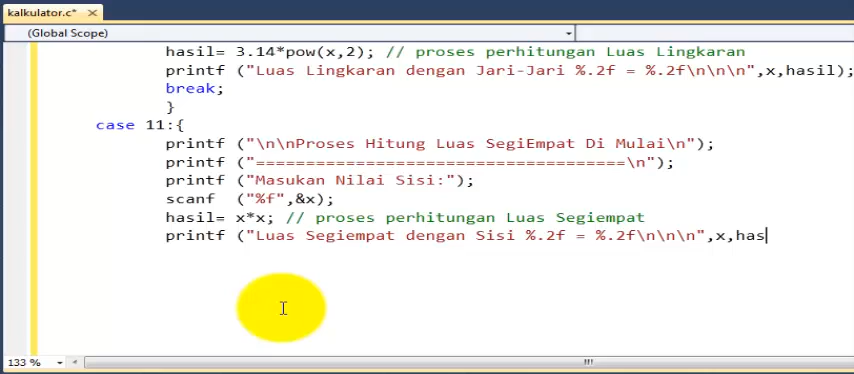 kalkulator.c* ×
(Global Scope)
hasil= 3.14*pow(x,2); // proses perhitungan Luas Lingkaran
printf ("Luas Lingkaran dengan Jari-Jari %.2f = %.2f\n\n\n",x,hasil);
break;
}
case 11:{
printf ("\n\nProses Hitung Luas SegiEmpat Di Mulai\n");
printf ("=====================================\n");
printf ("Masukan Nilai Sisi:");
scanf ("%f",&x);
hasil= x*x; // proses perhitungan Luas Segiempat
printf ("Luas Segiempat dengan Sisi %.2f = %.2f\n\n\n",x,has
133 %